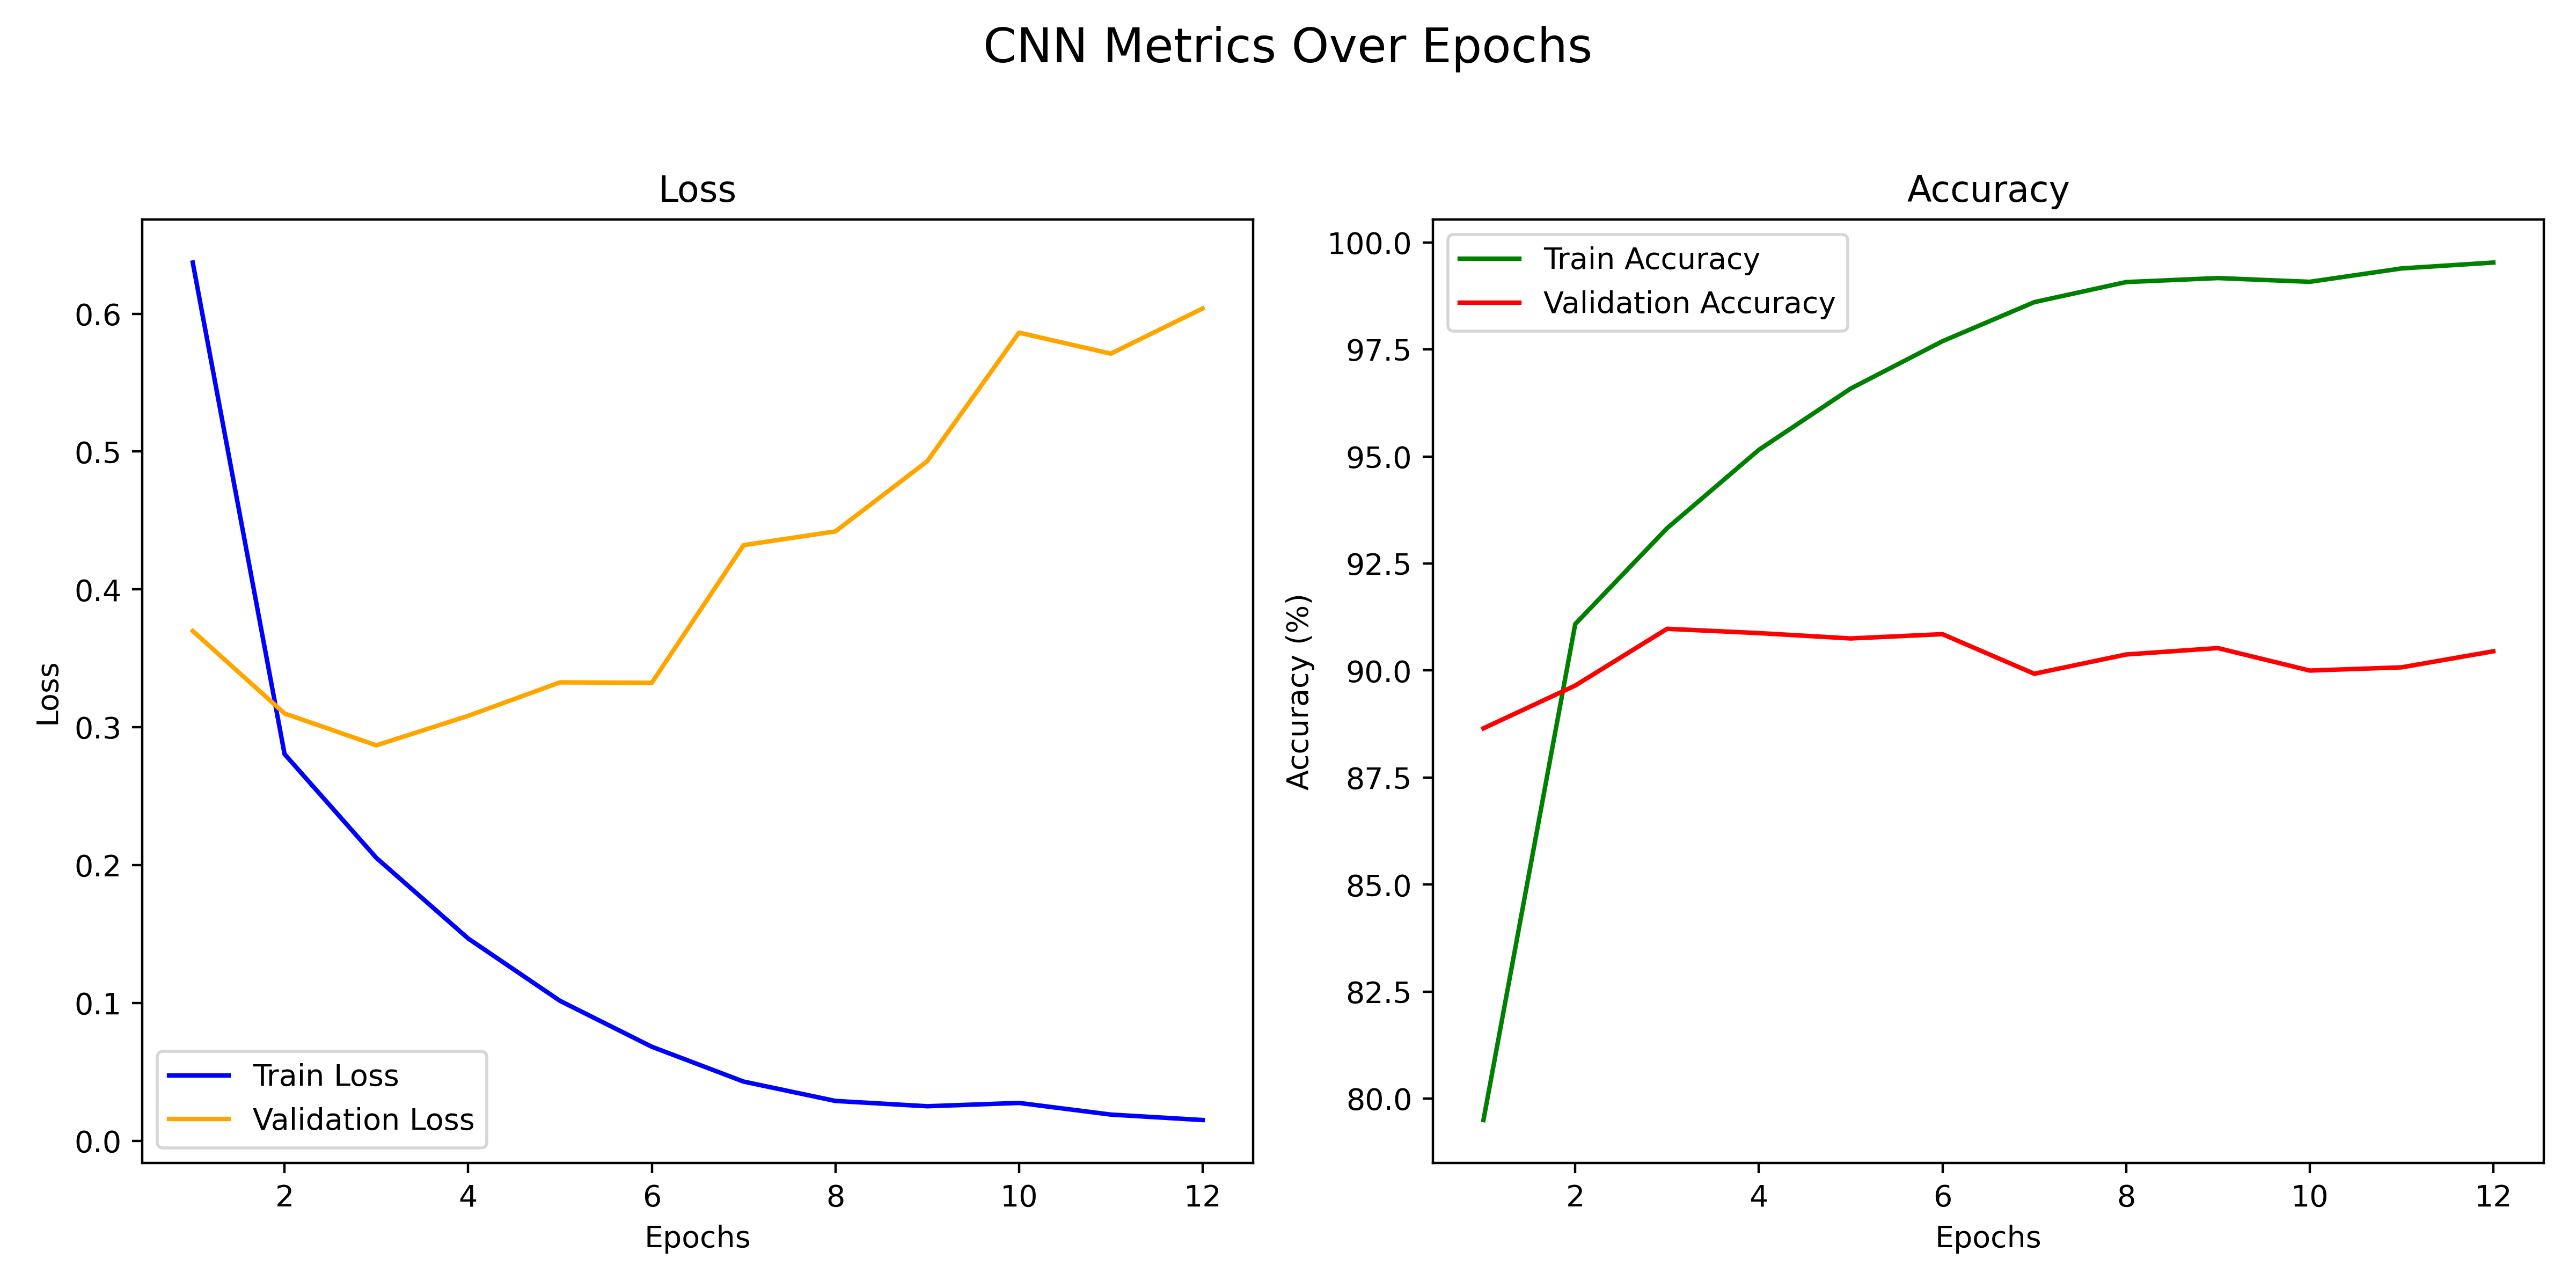 CNN Metrics Over Epochs
Loss
0.6
0.5
0.4
0.3
0.2
0.1
0.0
Loss
Train Loss
Validation Loss
2 4 6 8 10 12
Epochs
Accuracy
100.0
97.5
95.0
92.5
90.0
87.5
85.0
82.5
80.0
Accuracy (%)
Train Accuracy
Validation Accuracy
2 4 6 8 10 12
Epochs